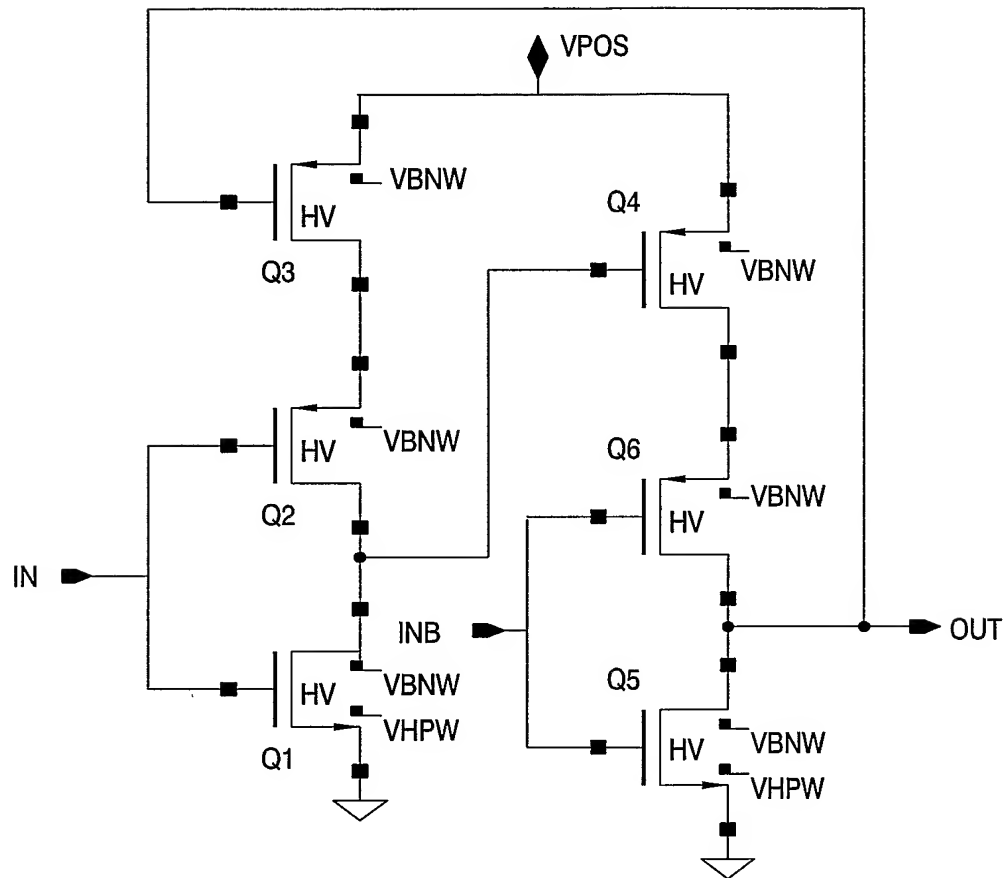 VPOS
VBNW
HV
Q3
Q4
VBNW
HV
VBNW
HV
Q2
Q6
VBNW
HV
IN
INB
OUT
VBNW
HV
VHPW
Q1
Q5
VBNW
HV
VHPW